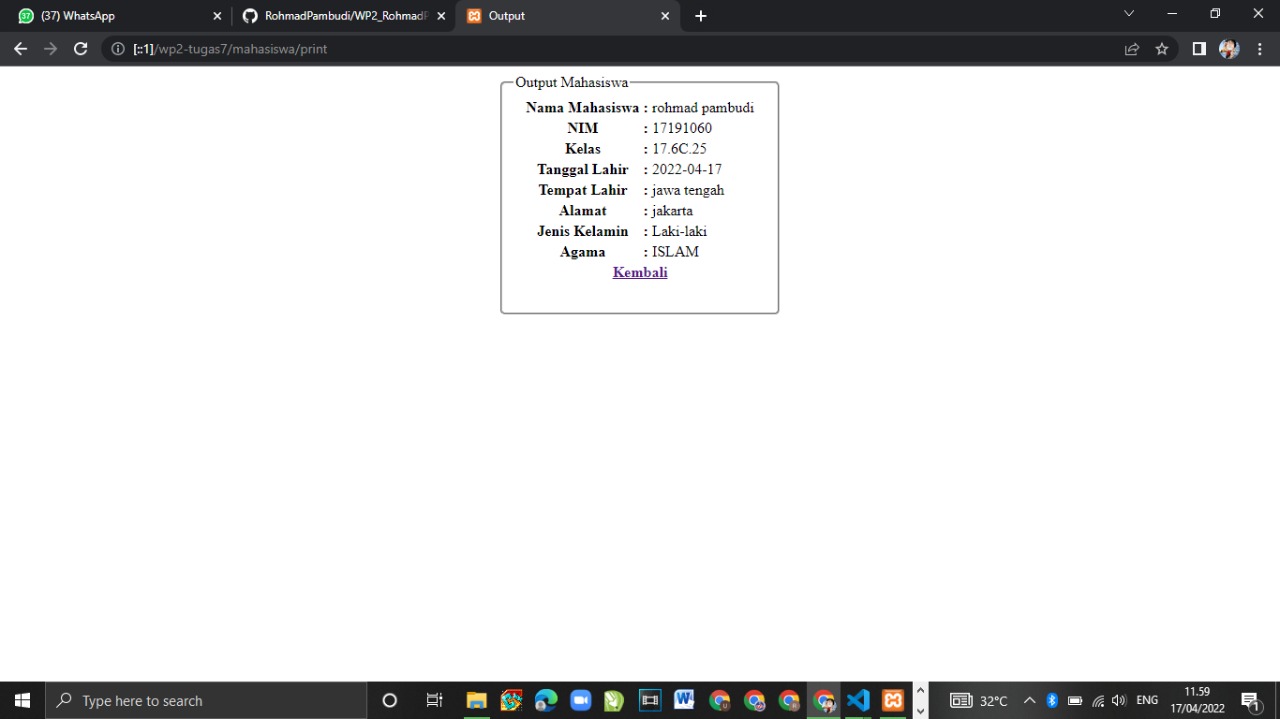 (37) WhatsApp
RohmadPambudi/WP2_RohmadP
Output
[::1]/wp2-tugas7/mahasiswa/print
Output Mahasiswa
Nama Mahasiswa : rohmad pambudi
NIM : 17191060
Kelas : 17.6C.25
Tanggal Lahir : 2022-04-17
Tempat Lahir : jawa tengah
Alamat : jakarta
Jenis Kelamin : Laki-laki
Agama : ISLAM
Kembali
Type here to search
32°C
ENG
11.59
17/04/2022